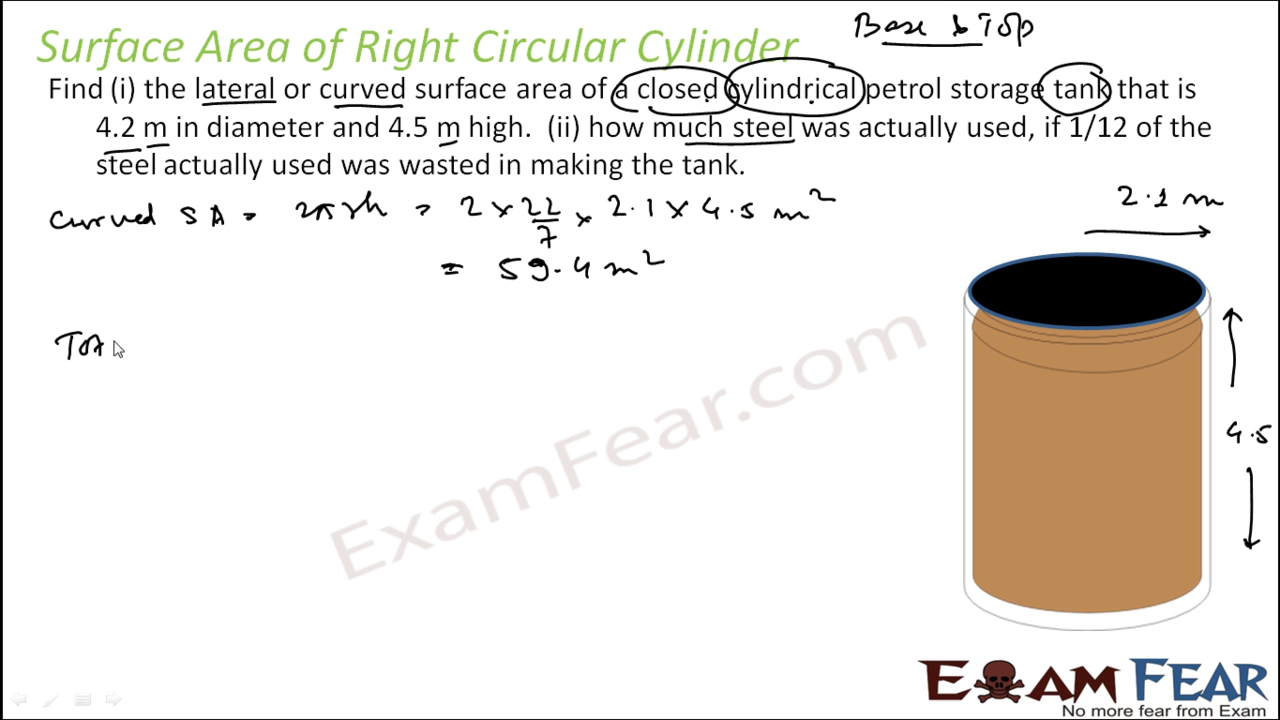 Surface Area of Right Circular Cylinder
Base & Top
Find (i) the lateral or curved surface area of a closed cylindrical petrol storage tank that is
4.2 m in diameter and 4.5 m high. (ii) how much steel was actually used, if 1/12 of the
steel actually used was wasted in making the tank.
Curved SA = 2πrh = 2 × 22/7 × 2.1 × 4.5 m²
= 59.4 m²
2.1 m
4.5
ExamFear.com
EXAM FEAR
No more fear from Exam